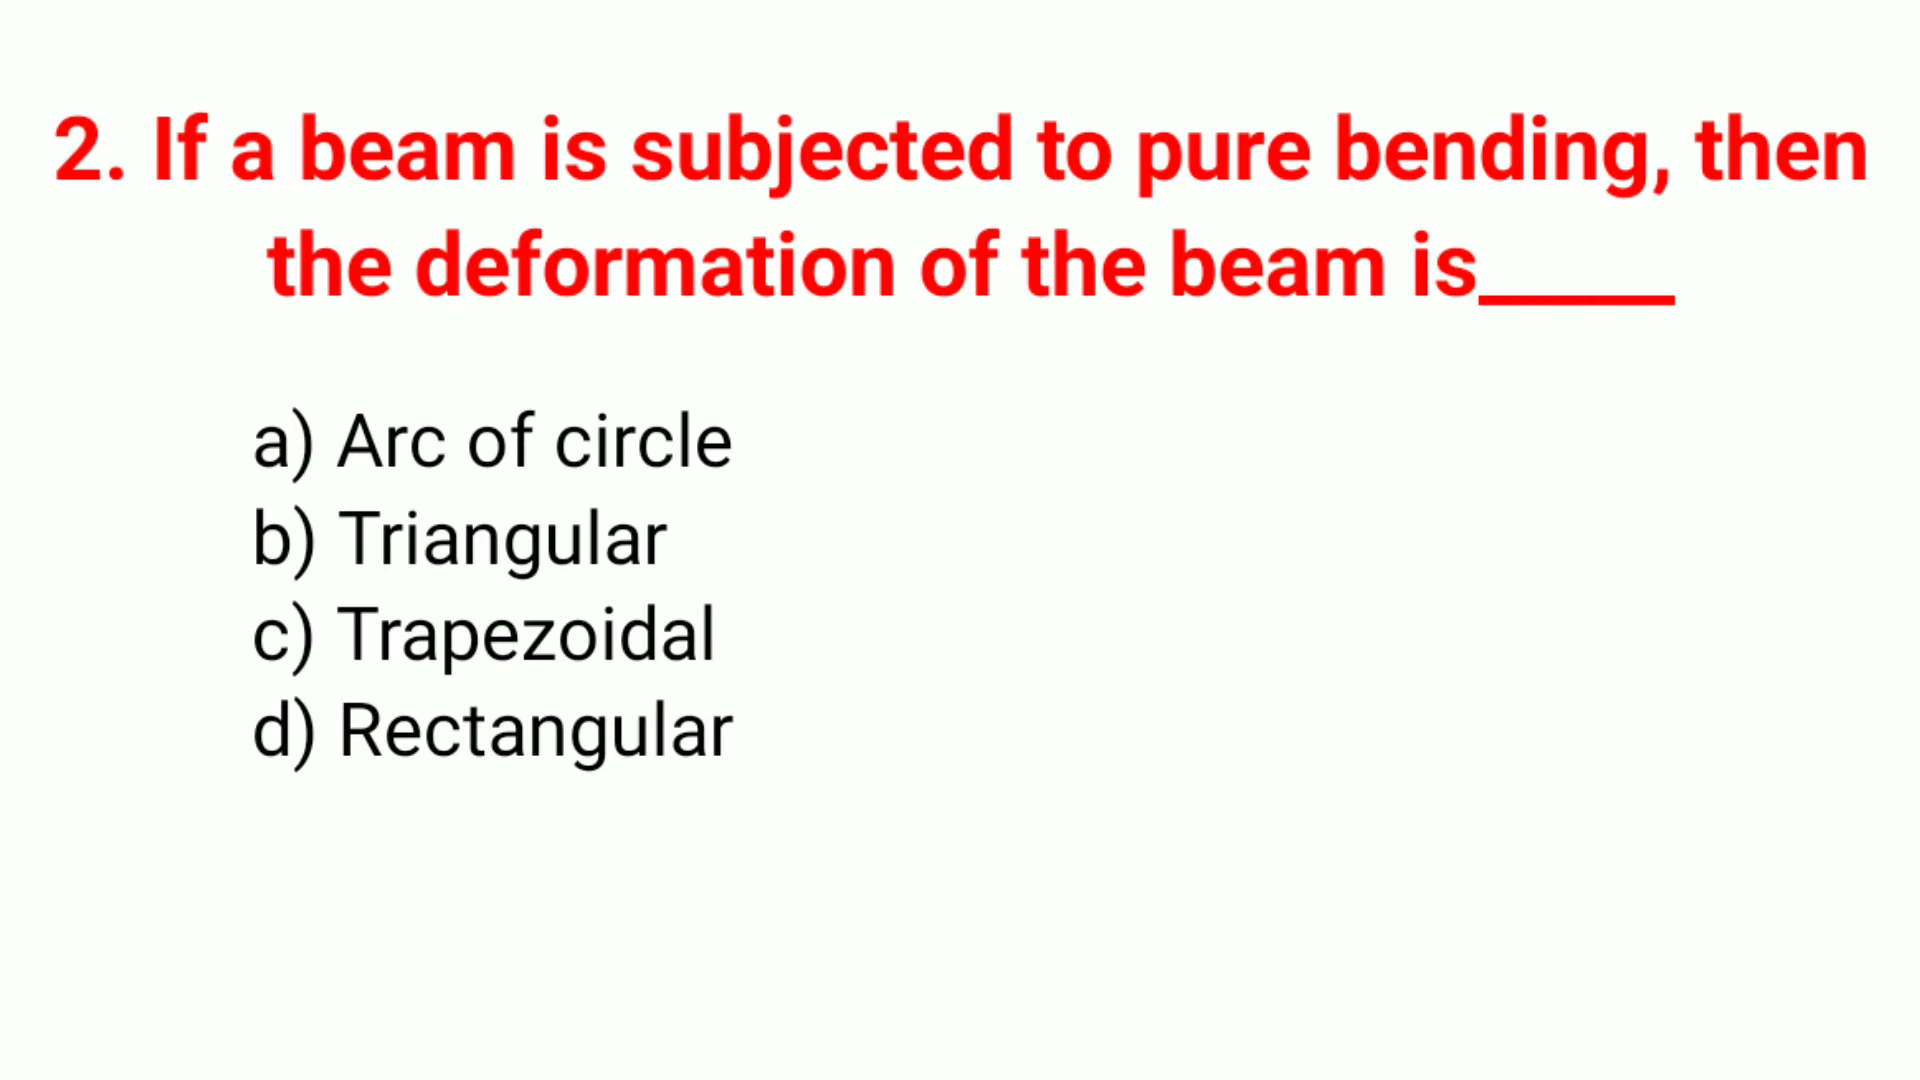 2. If a beam is subjected to pure bending, then
the deformation of the beam is_____
a) Arc of circle
b) Triangular
c) Trapezoidal
d) Rectangular